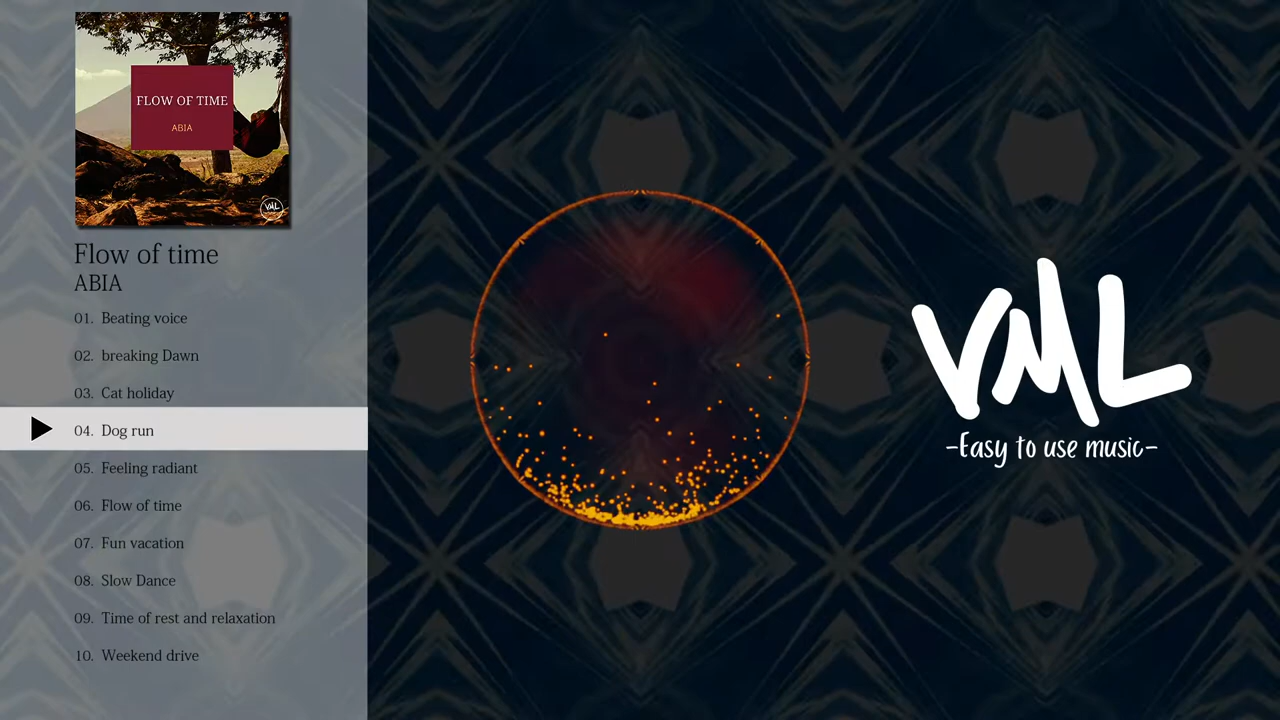 FLOW OF TIME
ABIA
VML
Flow of time
ABIA
01. Beating voice
02. breaking Dawn
03. Cat holiday
04. Dog run
05. Feeling radiant
06. Flow of time
07. Fun vacation
08. Slow Dance
09. Time of rest and relaxation
10. Weekend drive
VML
-Easy to use music-